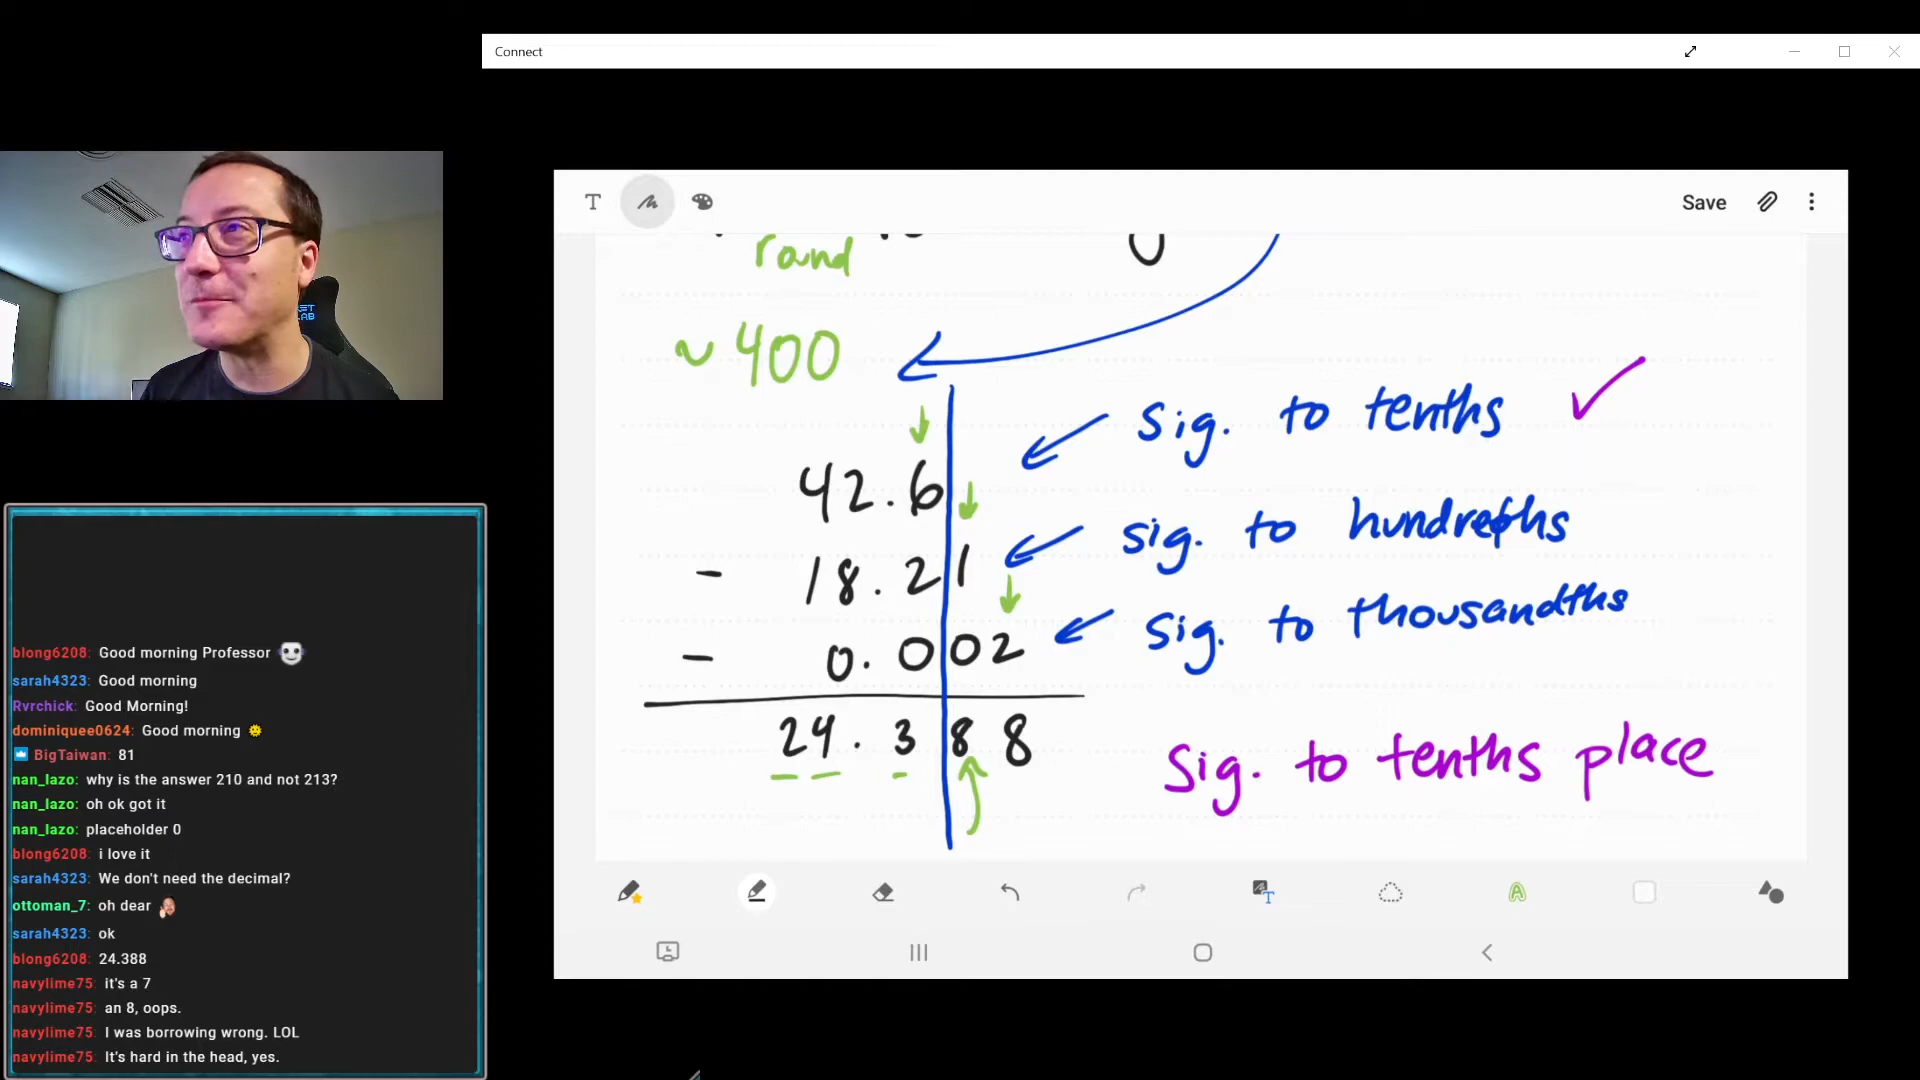 Connect
T
Save
round
~ 400
sig. to tenths
42.6
sig. to hundredths
- 18.21
sig. to thousandths
- 0.002
24.388
sig. to tenths place
T
A
blong6208: Good morning Professor
sarah4323: Good morning
Rvrchick: Good Morning!
dominiquee0624: Good morning
BigTaiwan: 81
nan_lazo: why is the answer 210 and not 213?
nan_lazo: oh ok got it
nan_lazo: placeholder 0
blong6208: i love it
sarah4323: We don't need the decimal?
ottoman_7: oh dear
sarah4323: ok
blong6208: 24.388
navylime75: it's a 7
navylime75: an 8, oops.
navylime75: I was borrowing wrong. LOL
navylime75: It's hard in the head, yes.